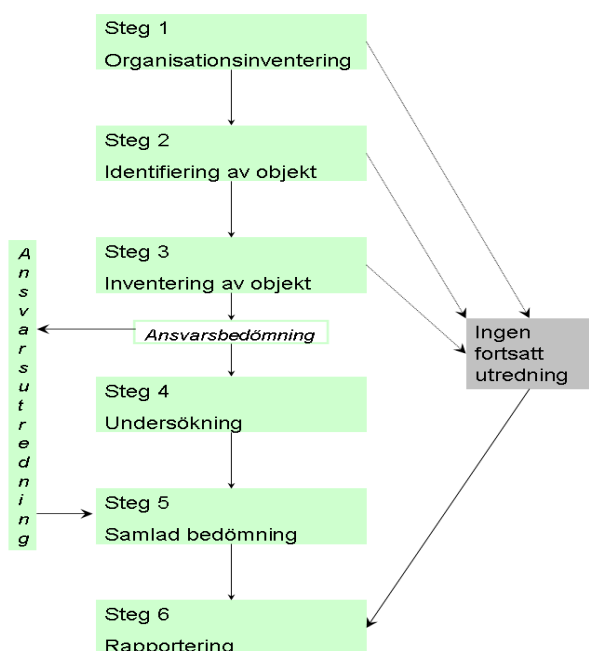 Steg 1
Organisationsinventering
Steg 2
Identifiering av objekt
Steg 3
Inventering av objekt
Ansvarsbedömning
Ansvarsutredning
Ingen
fortsatt
utredning
Steg 4
Undersökning
Steg 5
Samlad bedömning
Steg 6
Rapportering